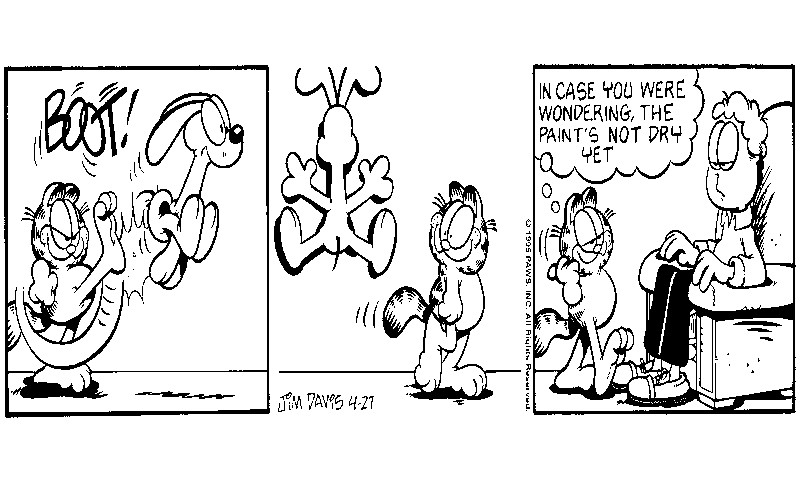 BOOT!
JIM DAVIS 4-27
IN CASE YOU WERE
WONDERING, THE
PAINT'S NOT DRY
YET
© 1995 PAWS, INC. All Rights Reserved.